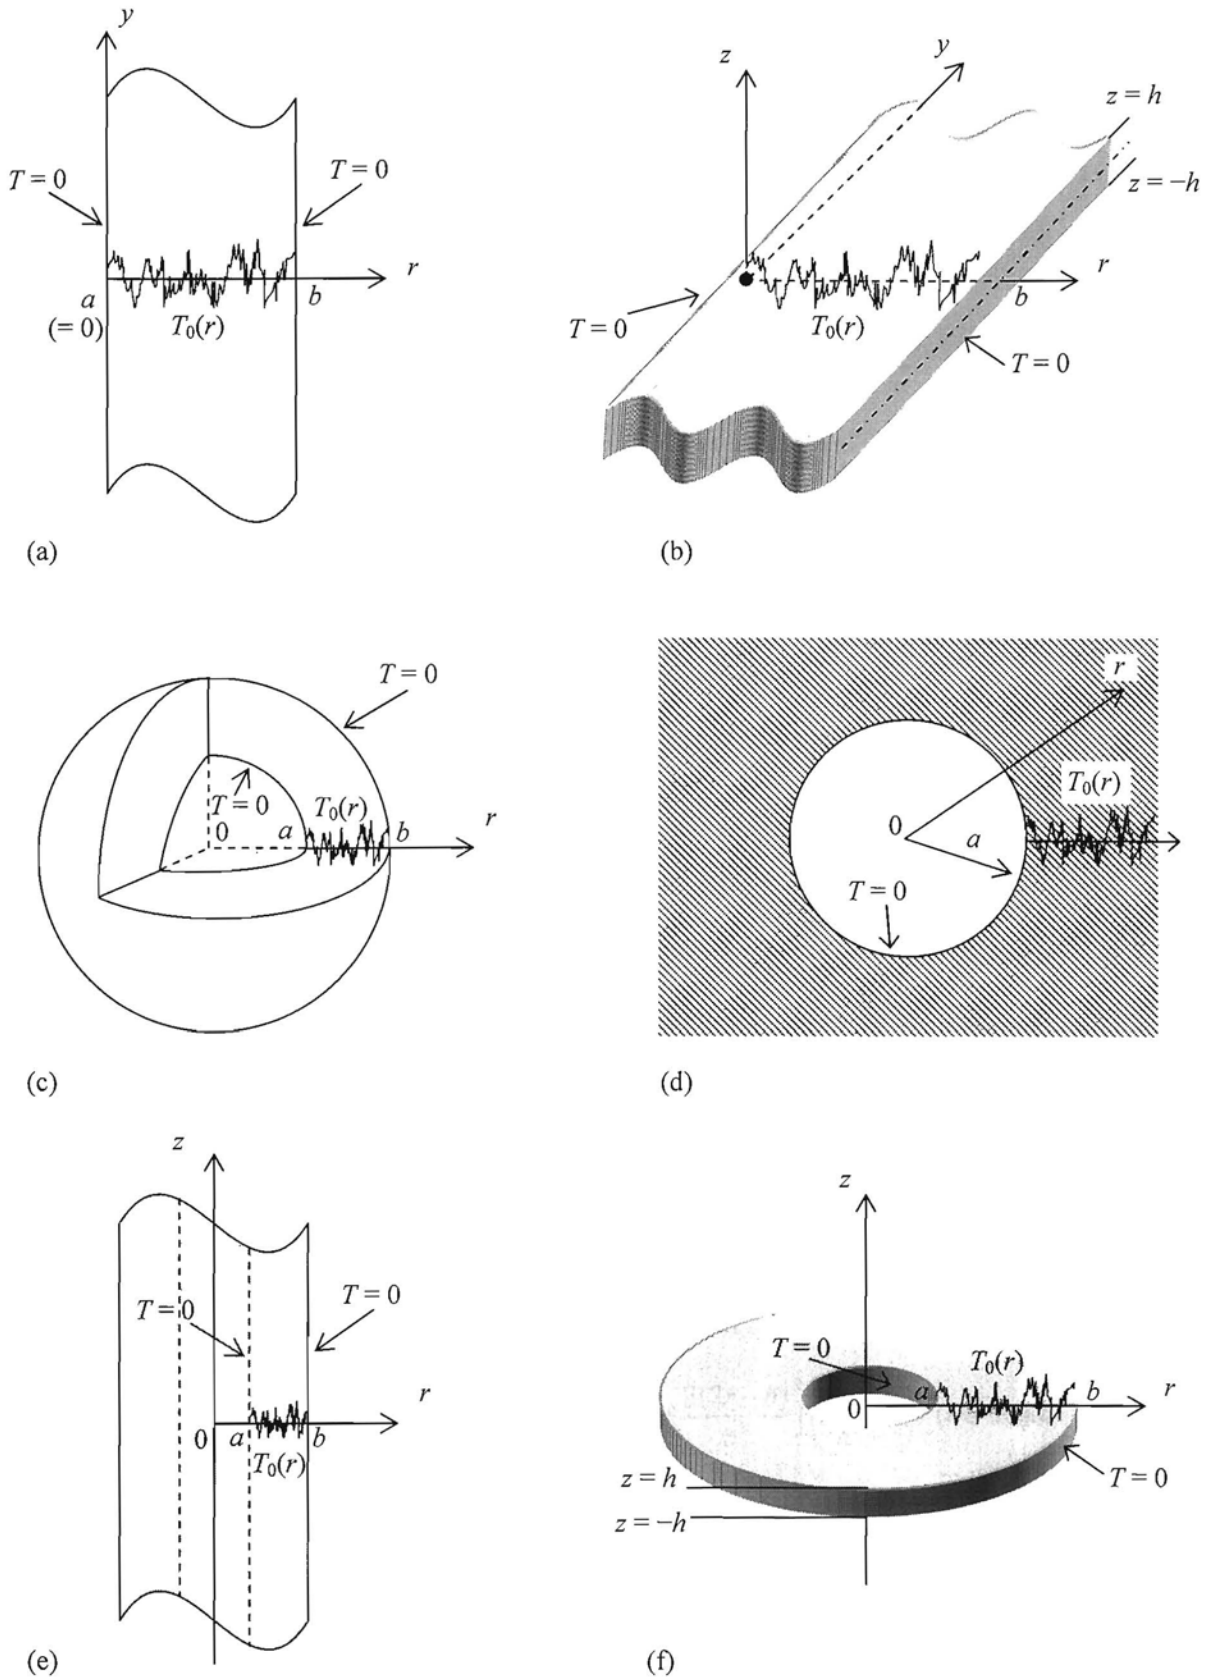 y
T = 0
T = 0
r
a
(= 0)
T₀(r)
b
(a)
z
y
z = h
z = −h
r
b
T = 0
T₀(r)
T = 0
(b)
T = 0
T = 0
T₀(r)
0
a
b
r
(c)
r
T₀(r)
0
a
T = 0
(d)
z
T = 0
T = 0
r
0
a
b
T₀(r)
(e)
z
T = 0
T₀(r)
a
b
r
0
z = h
T = 0
z = −h
(f)